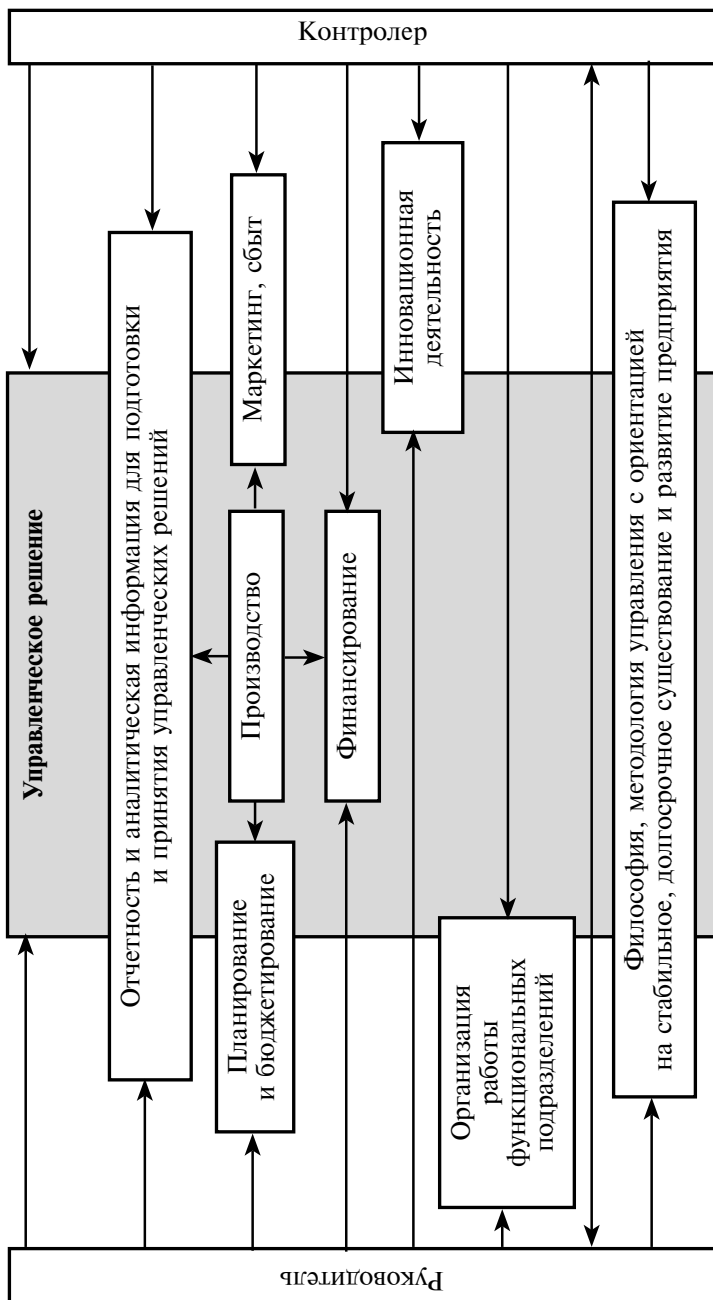 Контролер
Управленческое решение
Отчетность и аналитическая информация для подготовки
и принятия управленческих решений
Планирование
и бюджетирование
Производство
Маркетинг, сбыт
Финансирование
Инновационная
деятельность
Организация
работы
функциональных
подразделений
Философия, методология управления с ориентацией
на стабильное, долгосрочное существование и развитие предприятия
Руководитель